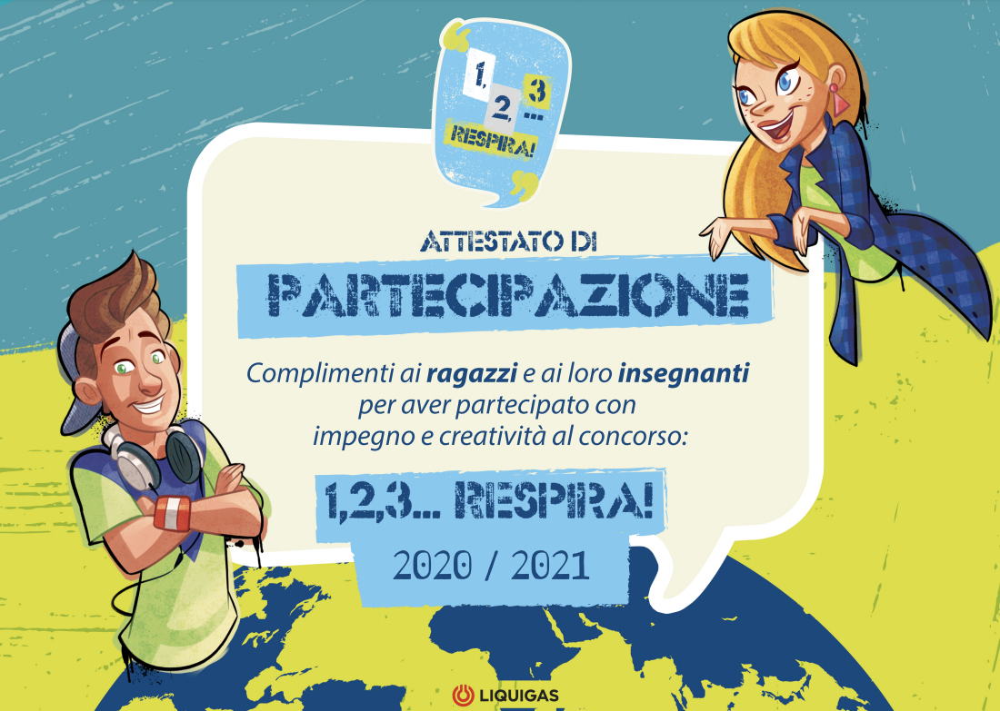 1,
2,
3
...
RESPIRA!
ATTESTATO DI
PARTECIPAZIONE
Complimenti ai ragazzi e ai loro insegnanti
per aver partecipato con
impegno e creatività al concorso:
1,2,3... RESPIRA!
2020 / 2021
LIQUIGAS